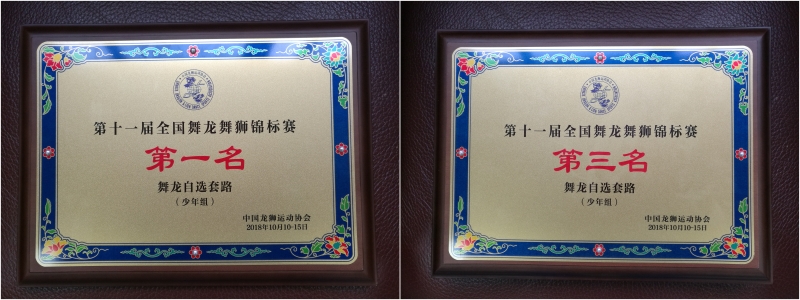 第十一届全国舞龙舞狮锦标赛
第一名
舞龙自选套路
（少年组）
中国龙狮运动协会
2018年10月10-15日
第十一届全国舞龙舞狮锦标赛
第三名
舞龙自选套路
（少年组）
中国龙狮运动协会
2018年10月10-15日